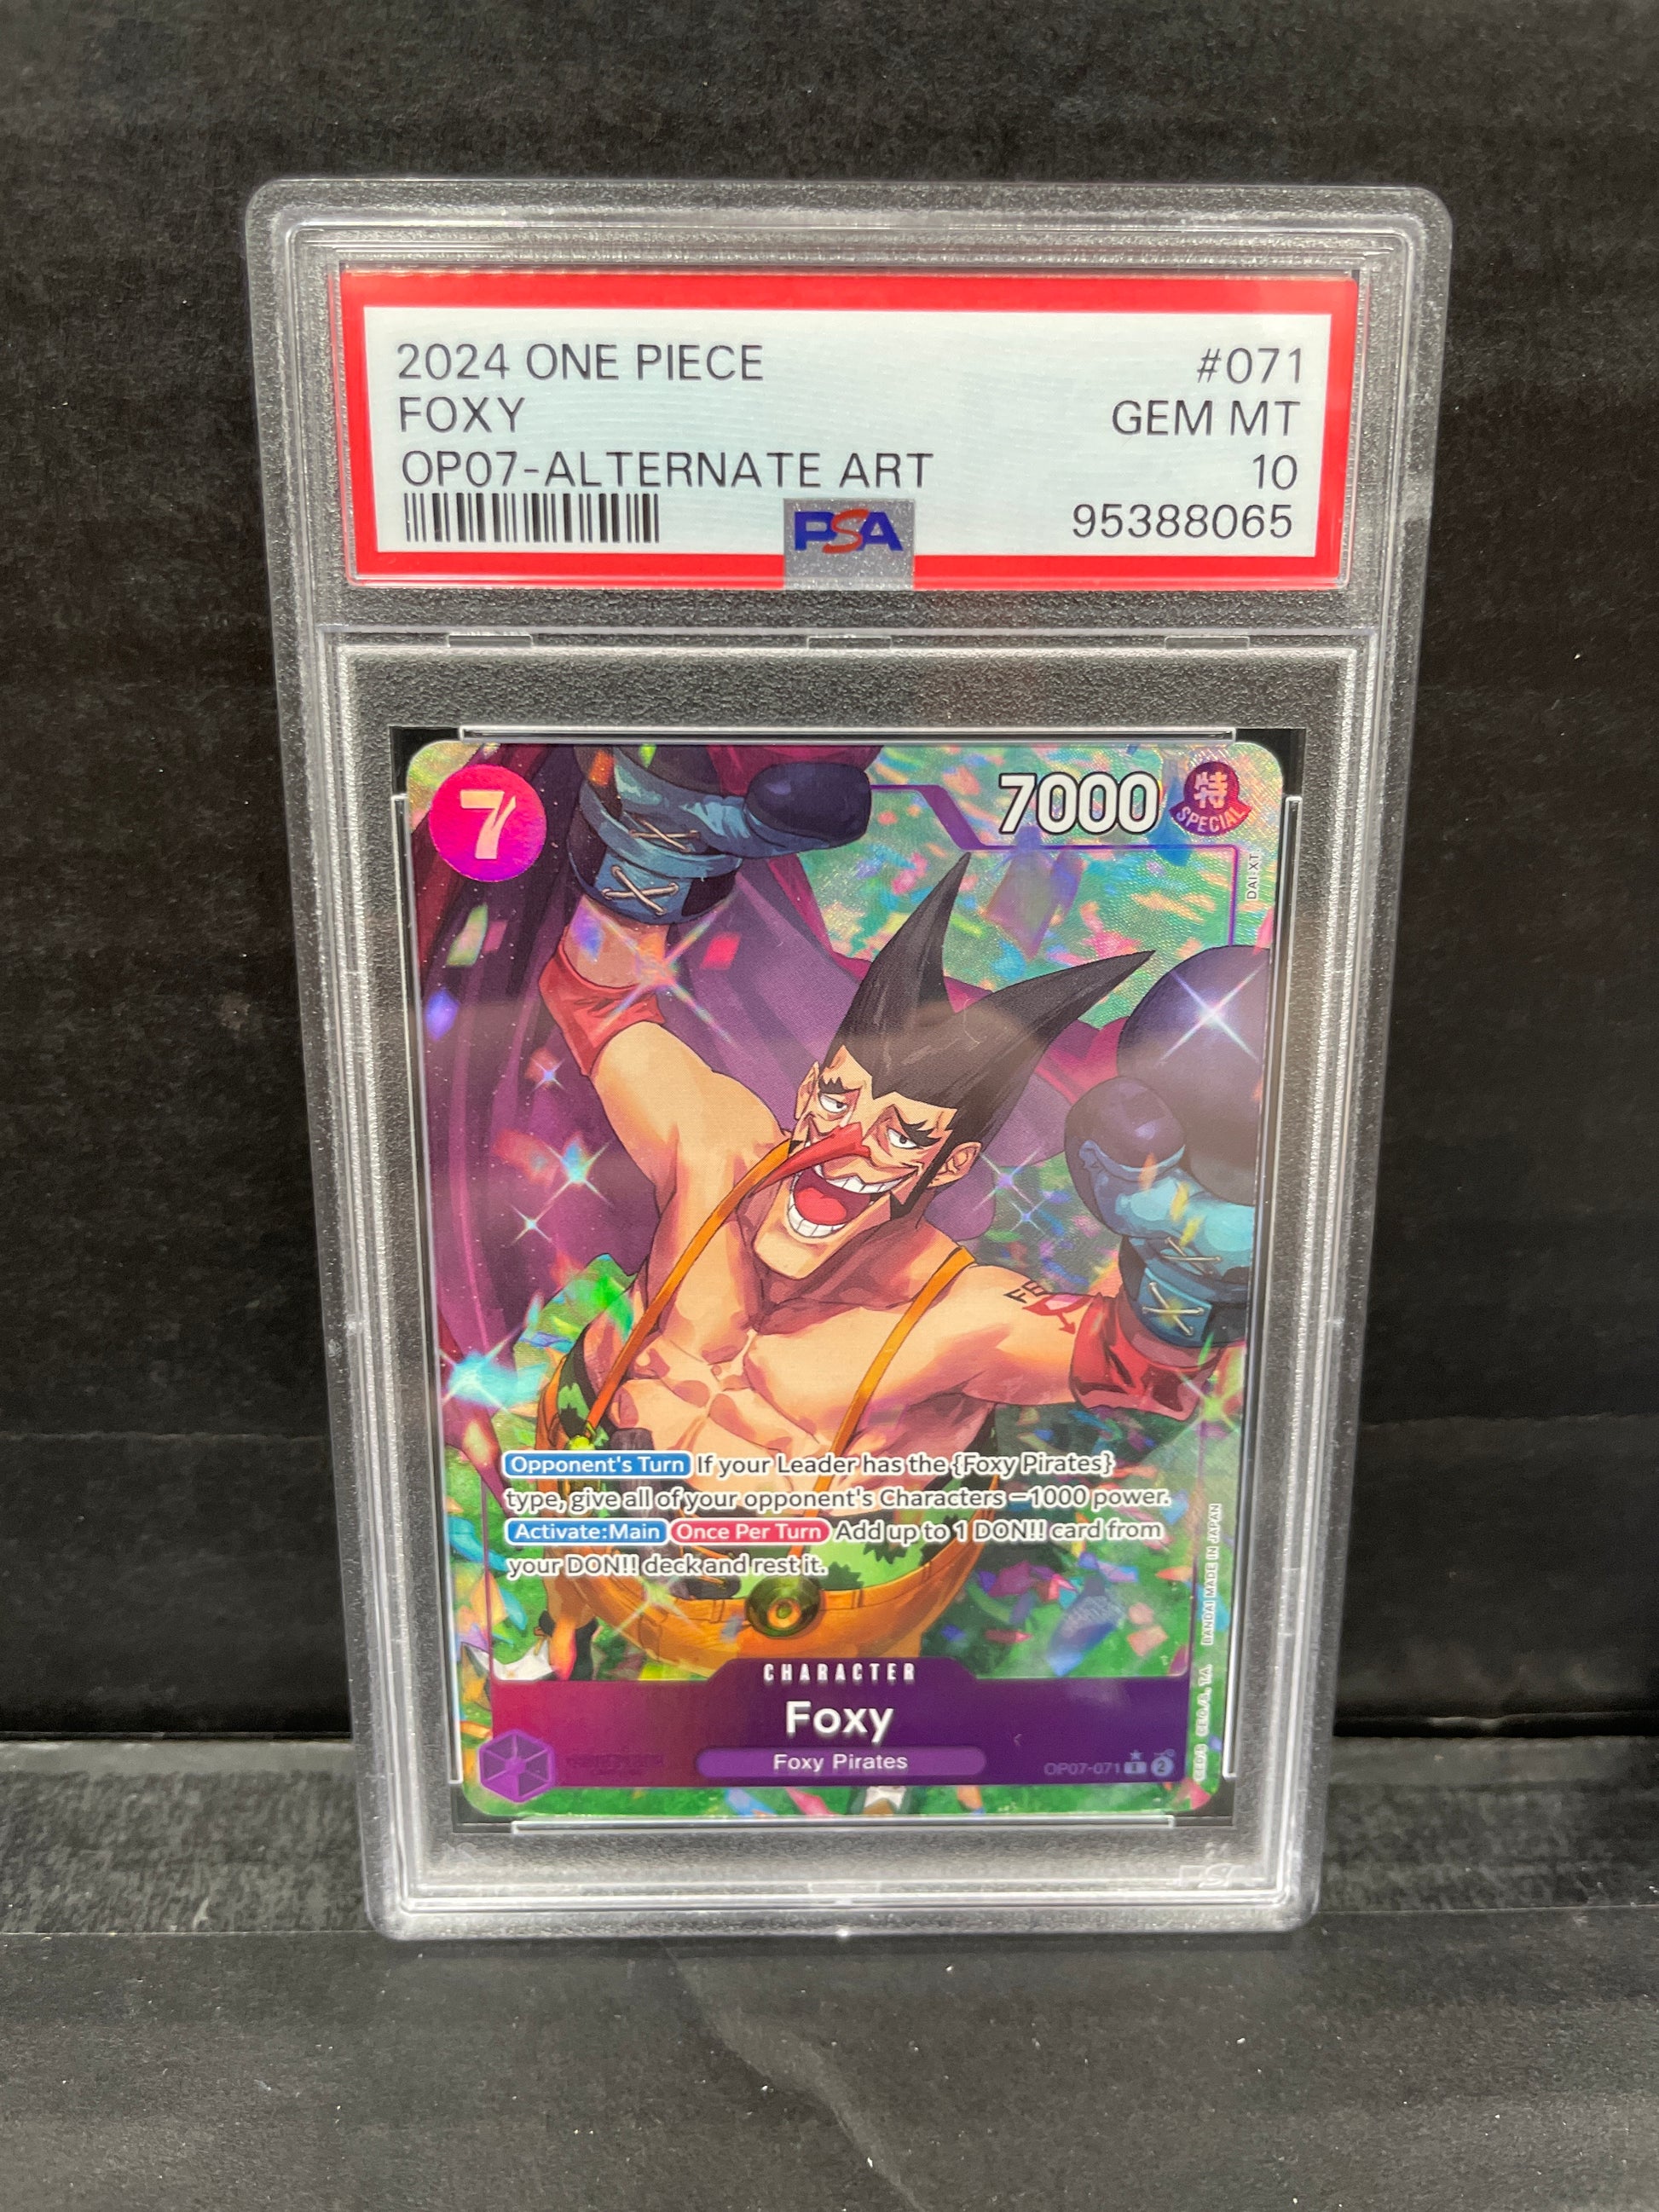 2024 ONE PIECE #071
FOXY GEM MT
OP07-ALTERNATE ART 10
PSA 95388065
7 7000 特
SPECIAL
DAI-XT
FB
Opponent's Turn If your Leader has the {Foxy Pirates}
type, give all of your opponent's Characters −1000 power.
Activate:Main Once Per Turn Add up to 1 DON!! card from
your DON!! deck and rest it.
BANDAI MADE IN JAPAN
CHARACTER
Foxy
Foxy Pirates
OP07-071 R 2